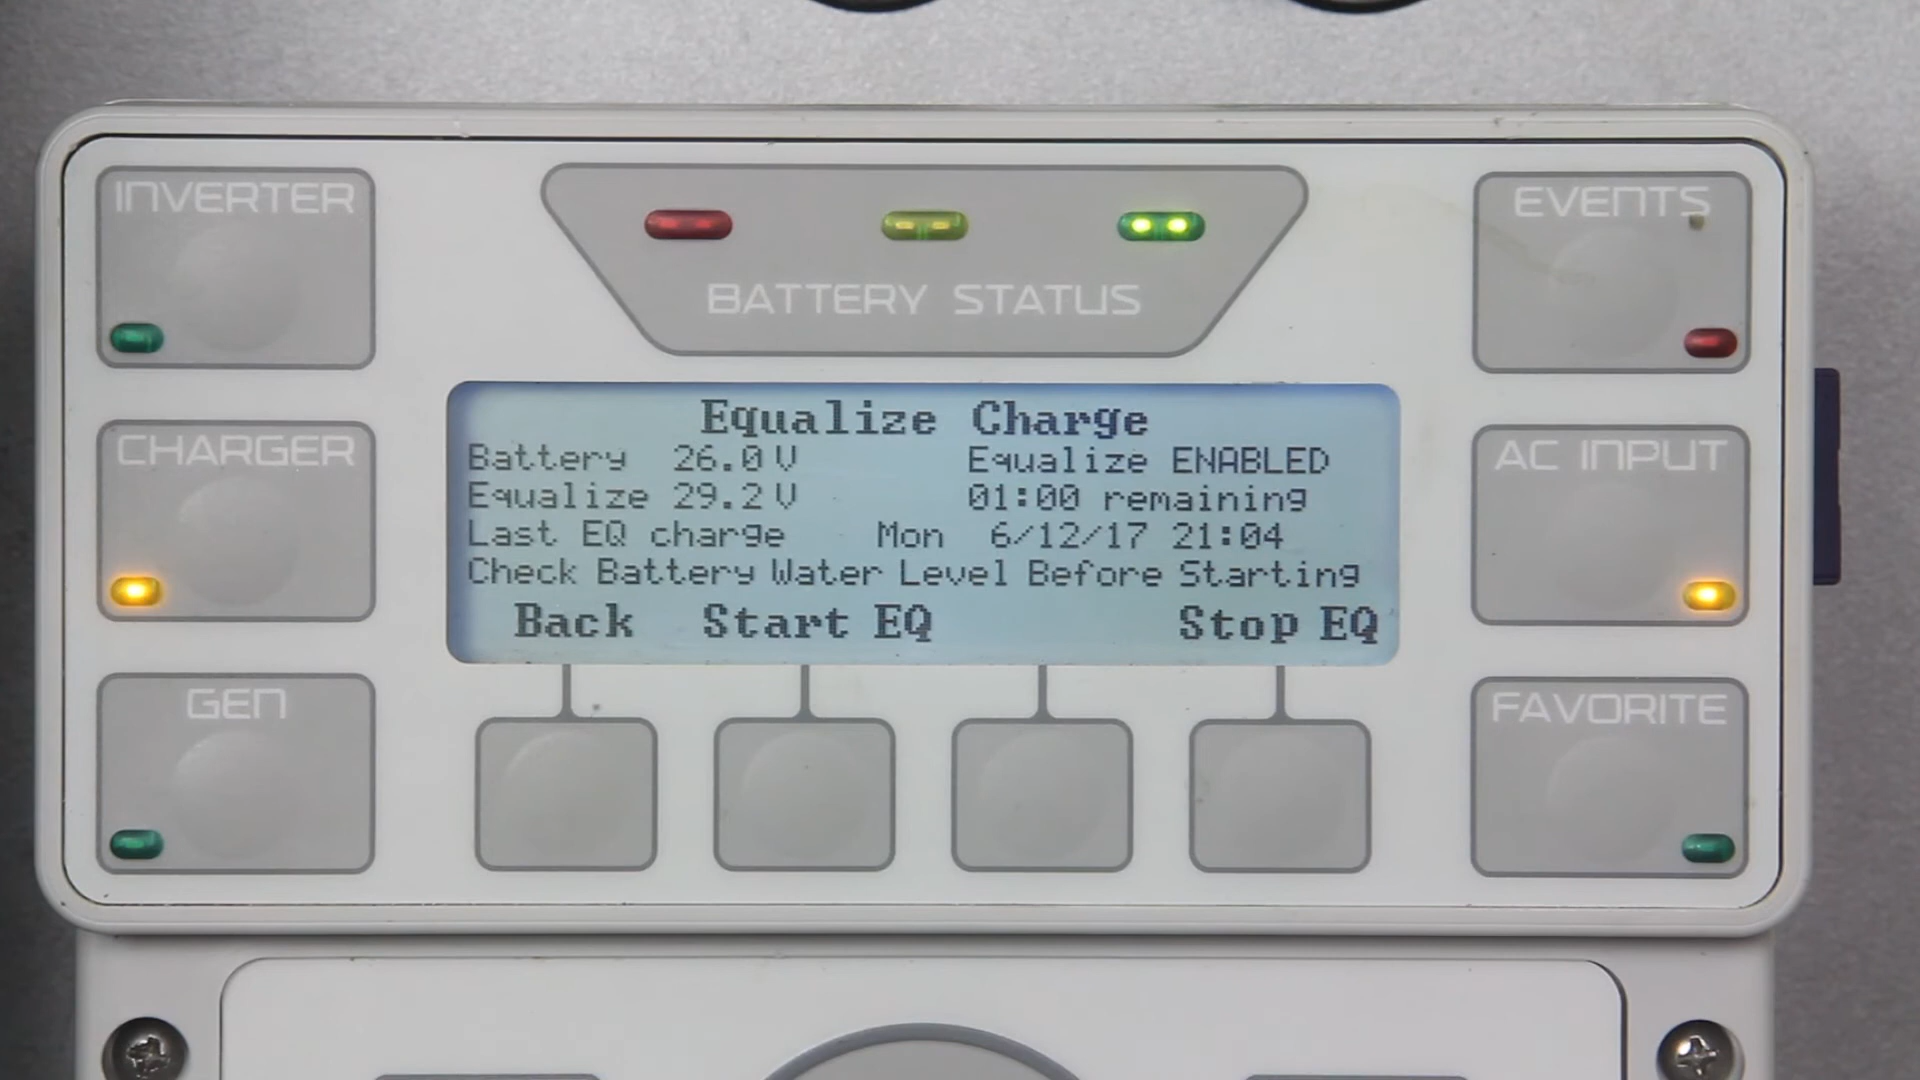 INVERTER
BATTERY STATUS
EVENTS
CHARGER
AC INPUT
GEN
FAVORITE
Equalize Charge
Battery 26.0 V Equalize ENABLED
Equalize 29.2 V 01:00 remaining
Last EQ charge Mon 6/12/17 21:04
Check Battery Water Level Before Starting
Back Start EQ Stop EQ